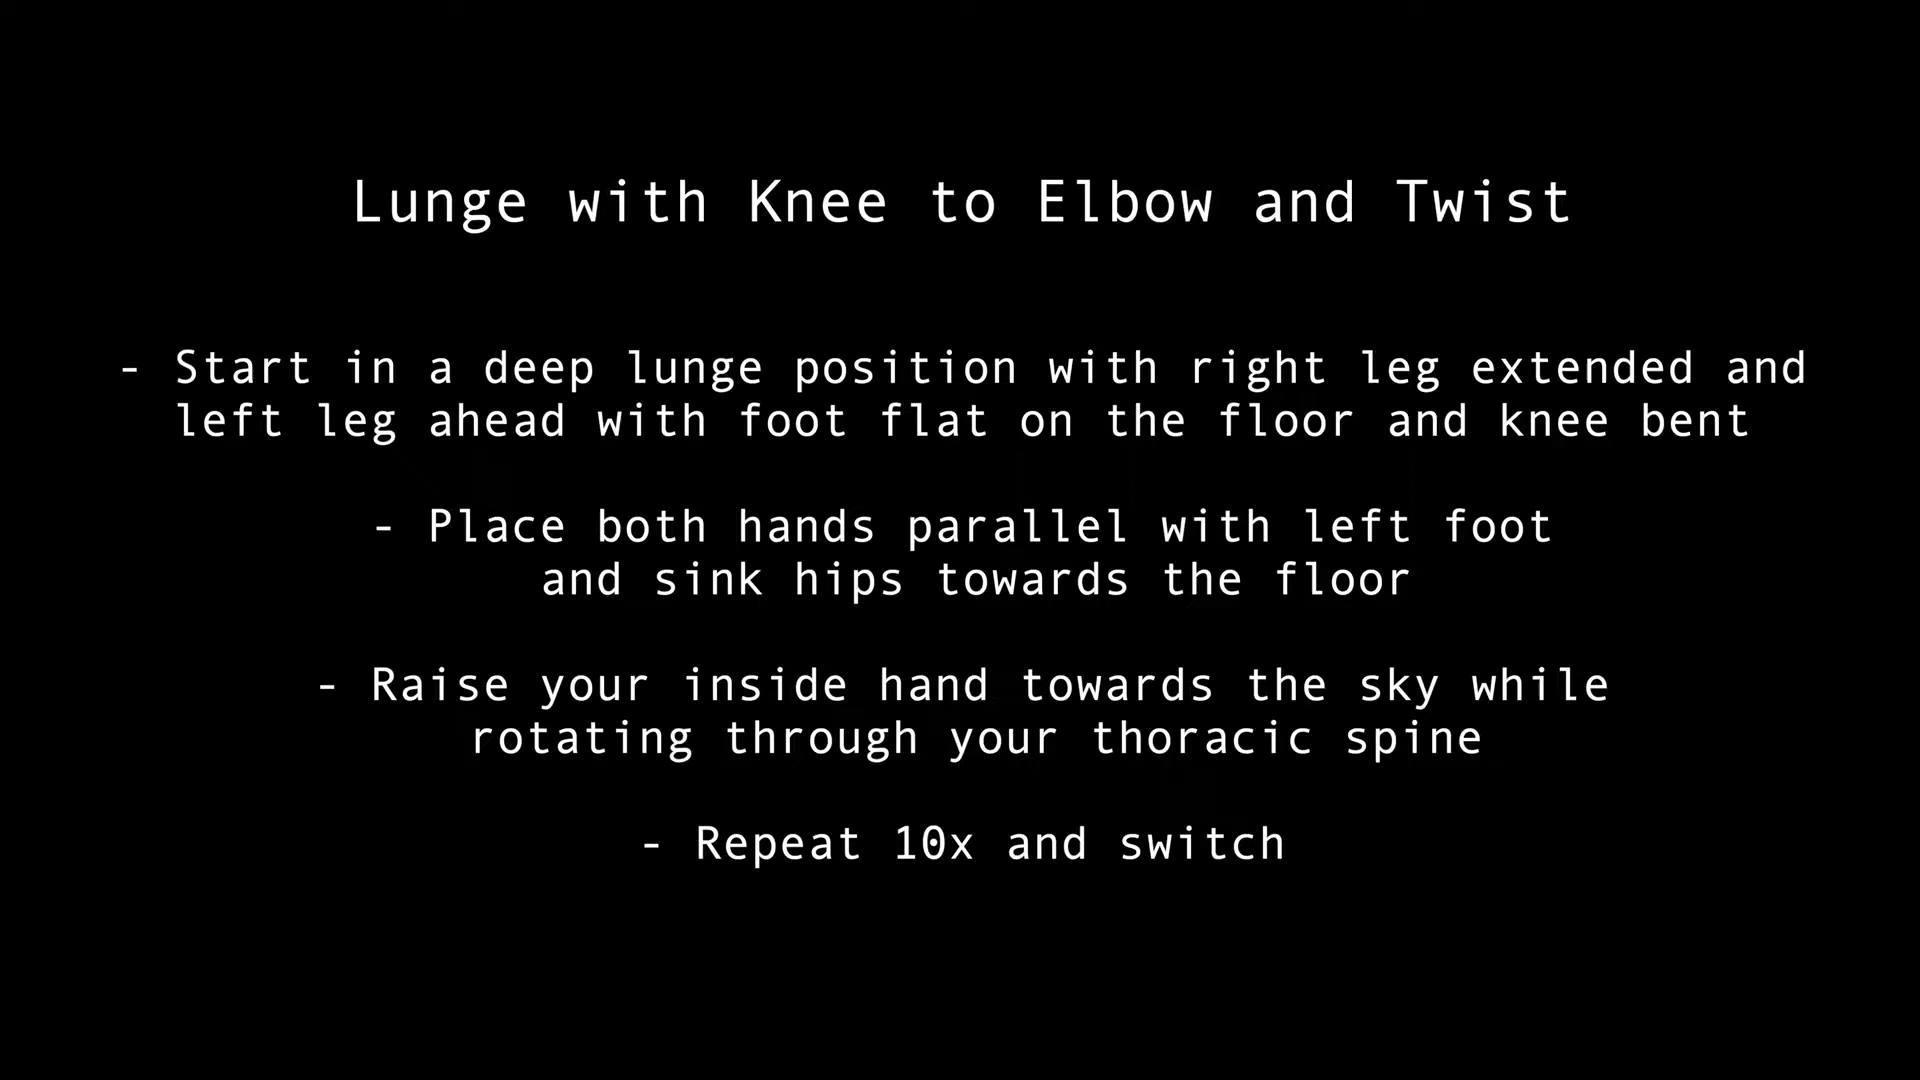 Lunge with Knee to Elbow and Twist
- Start in a deep lunge position with right leg extended and
left leg ahead with foot flat on the floor and knee bent
- Place both hands parallel with left foot
and sink hips towards the floor
- Raise your inside hand towards the sky while
rotating through your thoracic spine
- Repeat 10x and switch